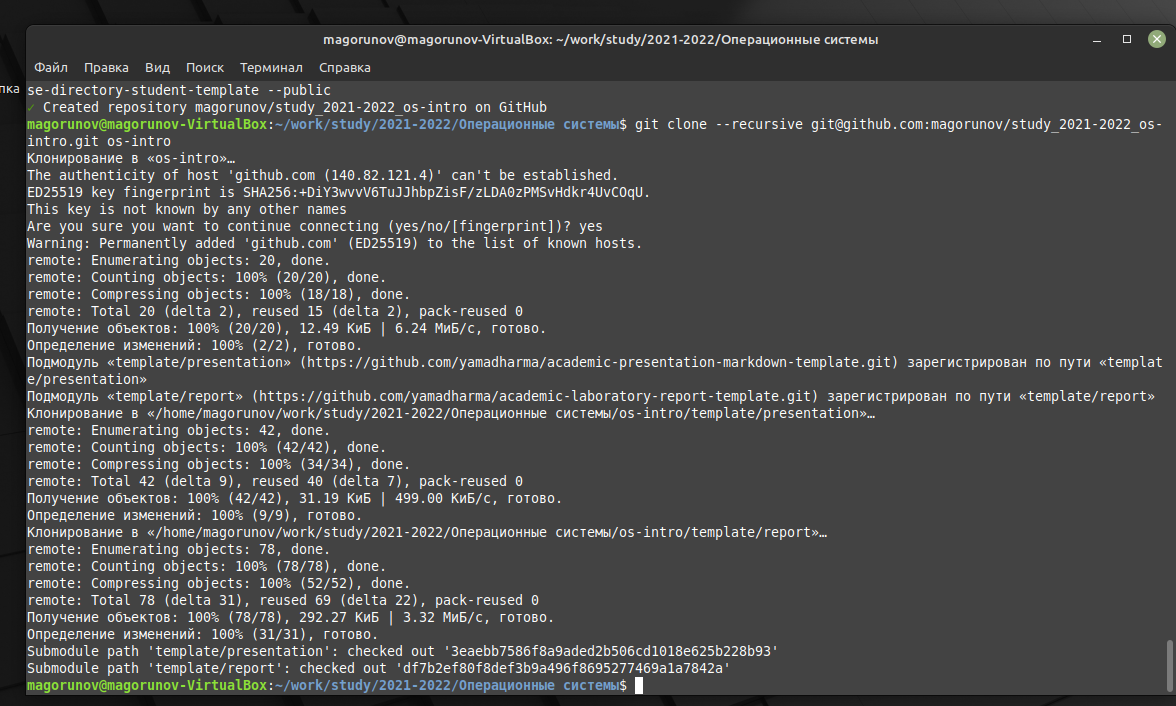 magorunov@magorunov-VirtualBox: ~/work/study/2021-2022/Операционные системы
Файл Правка Вид Поиск Терминал Справка
пка
se-directory-student-template --public
✓ Created repository magorunov/study_2021-2022_os-intro on GitHub
magorunov@magorunov-VirtualBox:~/work/study/2021-2022/Операционные системы$ git clone --recursive git@github.com:magorunov/study_2021-2022_os-
intro.git os-intro
Клонирование в «os-intro»…
The authenticity of host 'github.com (140.82.121.4)' can't be established.
ED25519 key fingerprint is SHA256:+DiY3wvvV6TuJJhbpZisF/zLDA0zPMSvHdkr4UvCOqU.
This key is not known by any other names
Are you sure you want to continue connecting (yes/no/[fingerprint])? yes
Warning: Permanently added 'github.com' (ED25519) to the list of known hosts.
remote: Enumerating objects: 20, done.
remote: Counting objects: 100% (20/20), done.
remote: Compressing objects: 100% (18/18), done.
remote: Total 20 (delta 2), reused 15 (delta 2), pack-reused 0
Получение объектов: 100% (20/20), 12.49 КиБ | 6.24 МиБ/с, готово.
Определение изменений: 100% (2/2), готово.
Подмодуль «template/presentation» (https://github.com/yamadharma/academic-presentation-markdown-template.git) зарегистрирован по пути «templat
e/presentation»
Подмодуль «template/report» (https://github.com/yamadharma/academic-laboratory-report-template.git) зарегистрирован по пути «template/report»
Клонирование в «/home/magorunov/work/study/2021-2022/Операционные системы/os-intro/template/presentation»…
remote: Enumerating objects: 42, done.
remote: Counting objects: 100% (42/42), done.
remote: Compressing objects: 100% (34/34), done.
remote: Total 42 (delta 9), reused 40 (delta 7), pack-reused 0
Получение объектов: 100% (42/42), 31.19 КиБ | 499.00 КиБ/с, готово.
Определение изменений: 100% (9/9), готово.
Клонирование в «/home/magorunov/work/study/2021-2022/Операционные системы/os-intro/template/report»…
remote: Enumerating objects: 78, done.
remote: Counting objects: 100% (78/78), done.
remote: Compressing objects: 100% (52/52), done.
remote: Total 78 (delta 31), reused 69 (delta 22), pack-reused 0
Получение объектов: 100% (78/78), 292.27 КиБ | 3.32 МиБ/с, готово.
Определение изменений: 100% (31/31), готово.
Submodule path 'template/presentation': checked out '3eaebb7586f8a9aded2b506cd1018e625b228b93'
Submodule path 'template/report': checked out 'df7b2ef80f8def3b9a496f8695277469a1a7842a'
magorunov@magorunov-VirtualBox:~/work/study/2021-2022/Операционные системы$